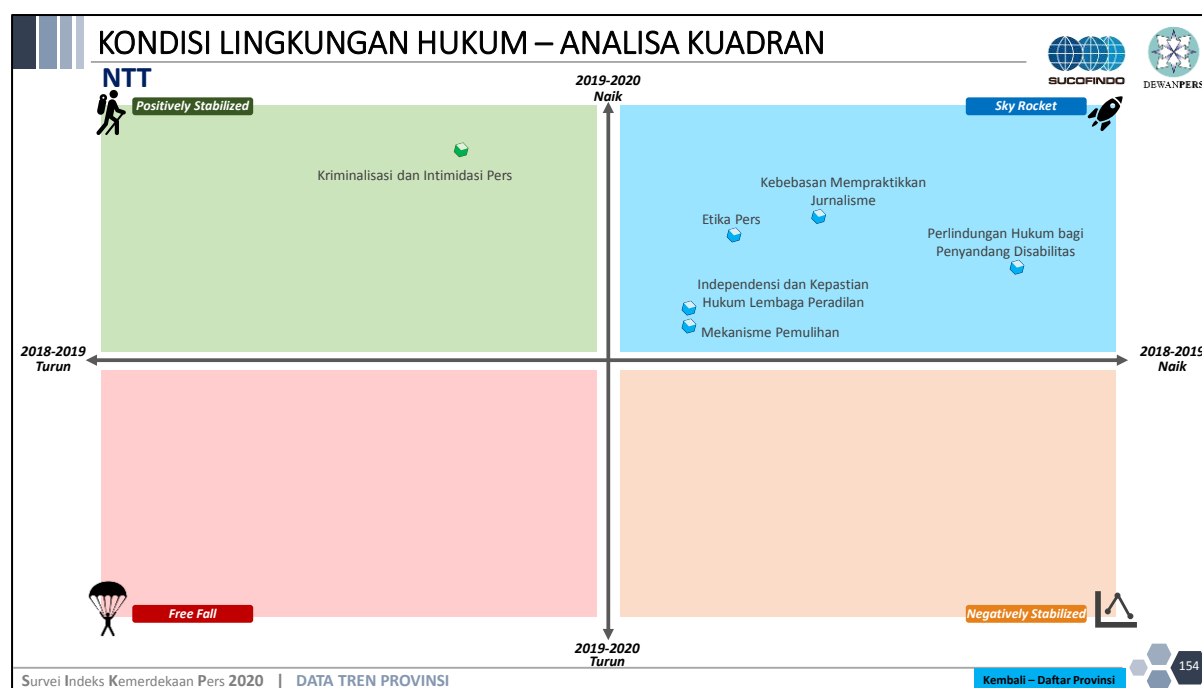 KONDISI LINGKUNGAN HUKUM – ANALISA KUADRAN
SUCOFINDO
DEWANPERS
NTT
2019-2020
Naik
Positively Stabilized
Sky Rocket
Kriminalisasi dan Intimidasi Pers
Kebebasan Mempraktikkan
Jurnalisme
Etika Pers
Perlindungan Hukum bagi
Penyandang Disabilitas
Independensi dan Kepastian
Hukum Lembaga Peradilan
Mekanisme Pemulihan
2018-2019
Turun
2018-2019
Naik
Free Fall
Negatively Stabilized
2019-2020
Turun
Survei Indeks Kemerdekaan Pers 2020 | DATA TREN PROVINSI
Kembali – Daftar Provinsi
154